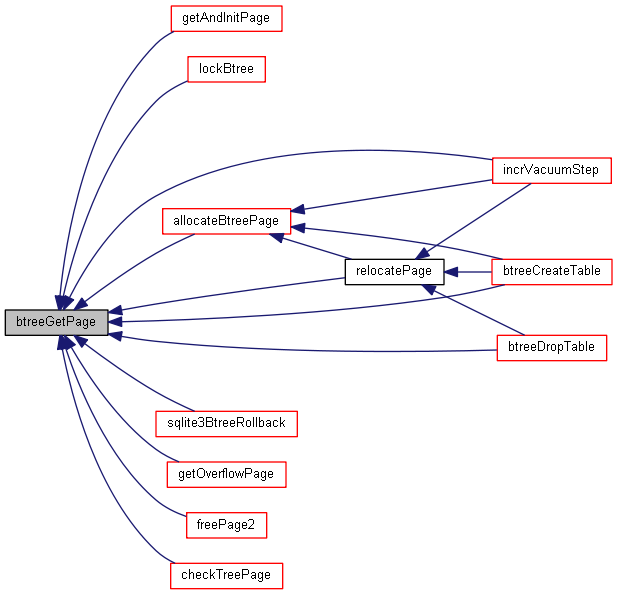 getAndInitPage
lockBtree
incrVacuumStep
allocateBtreePage
relocatePage
btreeCreateTable
btreeGetPage
btreeDropTable
sqlite3BtreeRollback
getOverflowPage
freePage2
checkTreePage